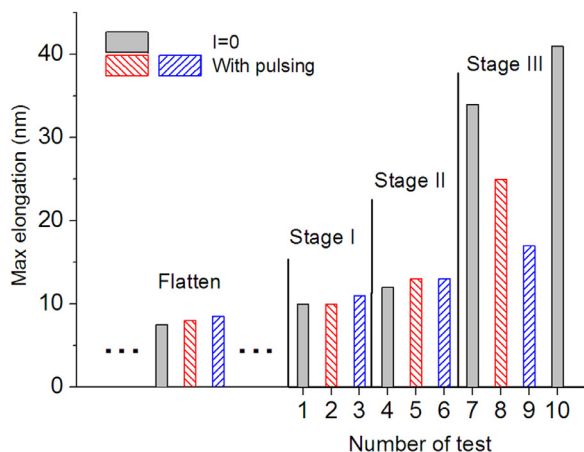 I=0
With pulsing
Stage III
Stage II
Stage I
Flatten
... ...
Max elongation (nm)
40
30
20
10
0
1 2 3 4 5 6 7 8 9 10
Number of test